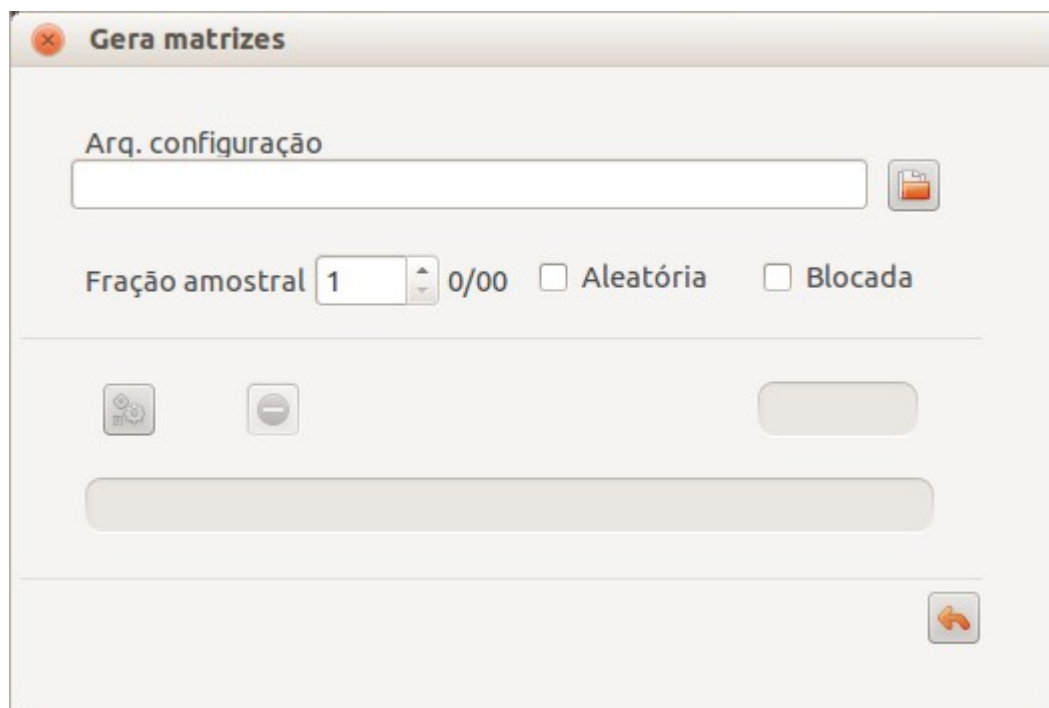 Gera matrizes
Arq. configuração
Fração amostral 1 0/00 Aleatória Blocada